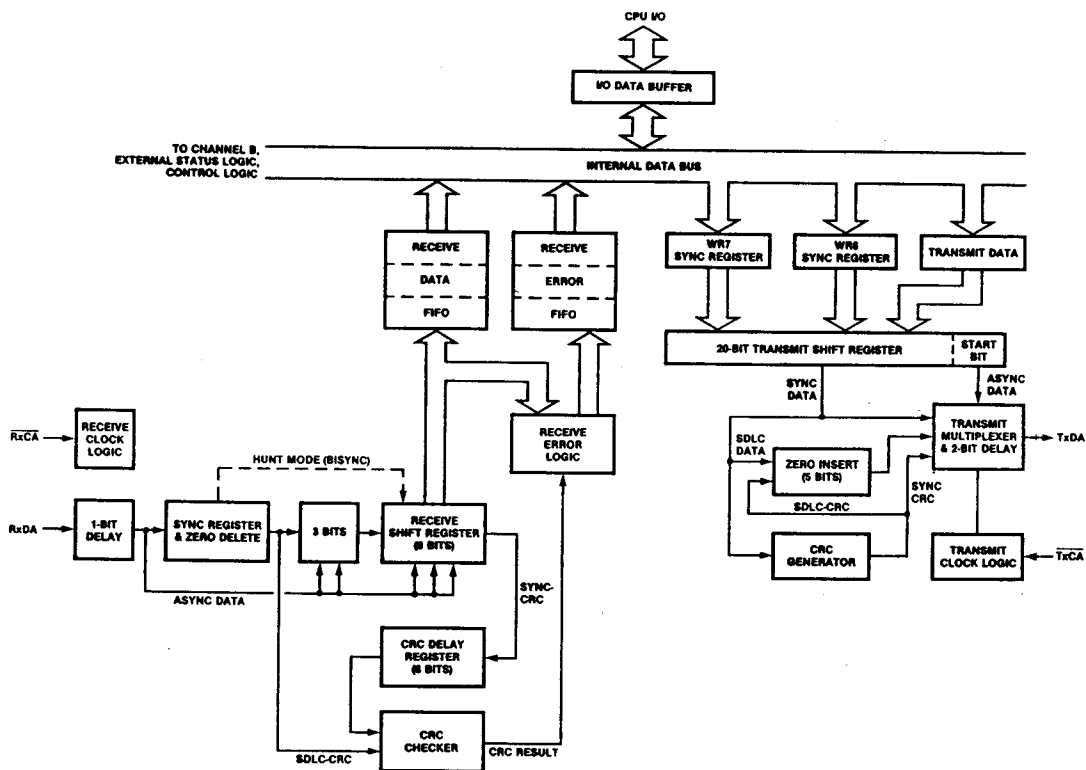 CPU I/O
I/O DATA BUFFER
TO CHANNEL B,
EXTERNAL STATUS LOGIC,
CONTROL LOGIC
INTERNAL DATA BUS
RECEIVE
DATA
FIFO
RECEIVE
ERROR
FIFO
WR7
SYNC REGISTER
WR6
SYNC REGISTER
TRANSMIT DATA
20-BIT TRANSMIT SHIFT REGISTER
START
BIT
SYNC
DATA
ASYNC
DATA
RxCA
RECEIVE
CLOCK
LOGIC
HUNT MODE (BISYNC)
RECEIVE
ERROR
LOGIC
TRANSMIT
MULTIPLEXER
& 2-BIT DELAY
TxDA
SDLC
DATA
ZERO INSERT
(5 BITS)
SYNC
CRC
SDLC-CRC
RxDA
1-BIT
DELAY
SYNC REGISTER
& ZERO DELETE
3 BITS
RECEIVE
SHIFT REGISTER
(8 BITS)
CRC
GENERATOR
TRANSMIT
CLOCK LOGIC
TxCA
ASYNC DATA
SYNC-
CRC
CRC DELAY
REGISTER
(8 BITS)
CRC
CHECKER
SDLC-CRC
CRC RESULT